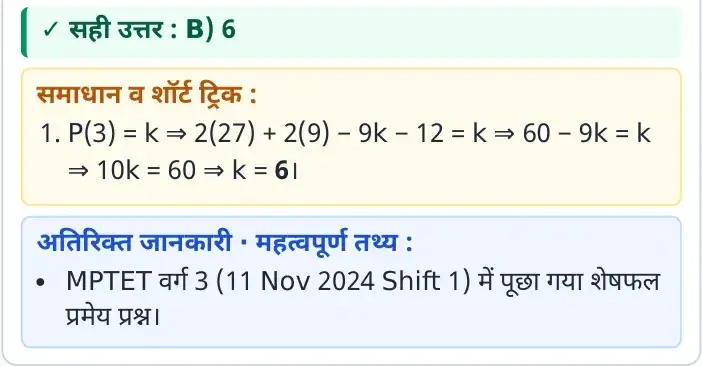 ✓ सही उत्तर : B) 6
समाधान व शॉर्ट ट्रिक :
1. P(3) = k ⇒ 2(27) + 2(9) − 9k − 12 = k ⇒ 60 − 9k = k
⇒ 10k = 60 ⇒ k = 6।
अतिरिक्त जानकारी · महत्वपूर्ण तथ्य :
• MPTET वर्ग 3 (11 Nov 2024 Shift 1) में पूछा गया शेषफल
प्रमेय प्रश्न।